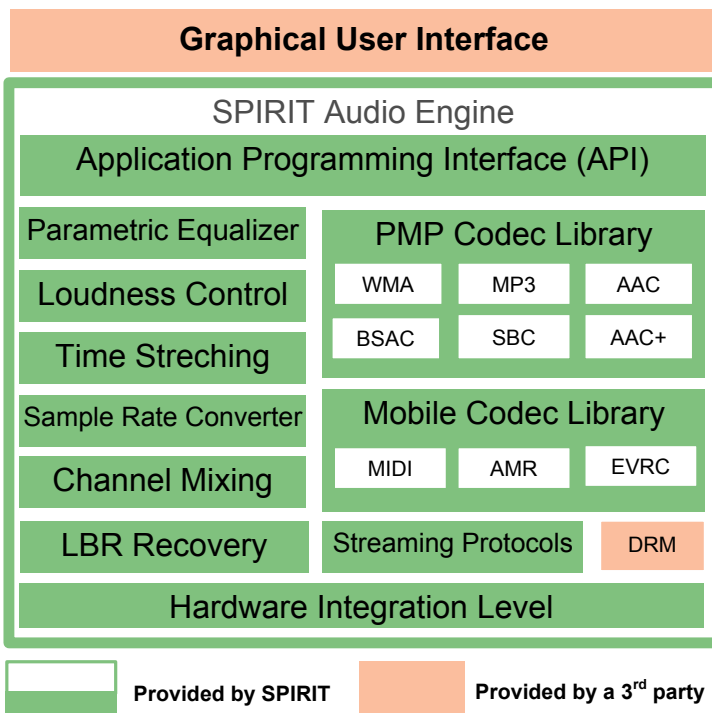 Graphical User Interface
SPIRIT Audio Engine
Application Programming Interface (API)
Parametric Equalizer
Loudness Control
Time Streching
Sample Rate Converter
Channel Mixing
LBR Recovery
PMP Codec Library
WMA MP3 AAC
BSAC SBC AAC+
Mobile Codec Library
MIDI AMR EVRC
Streaming Protocols
DRM
Hardware Integration Level
Provided by SPIRIT
Provided by a 3rd party